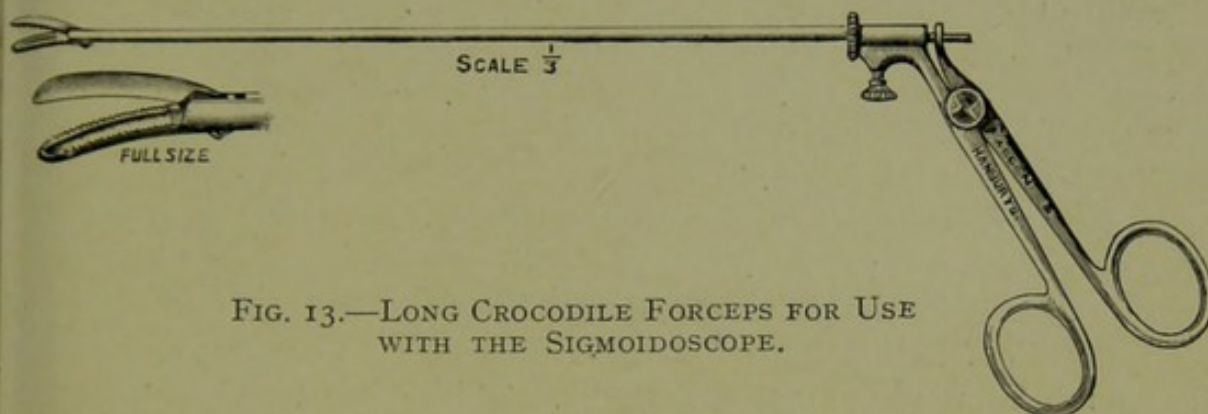 SCALE 1/3
FULL SIZE
ALLEN &
HANBURYS.
FIG. 13.—LONG CROCODILE FORCEPS FOR USE
WITH THE SIGMOIDOSCOPE.